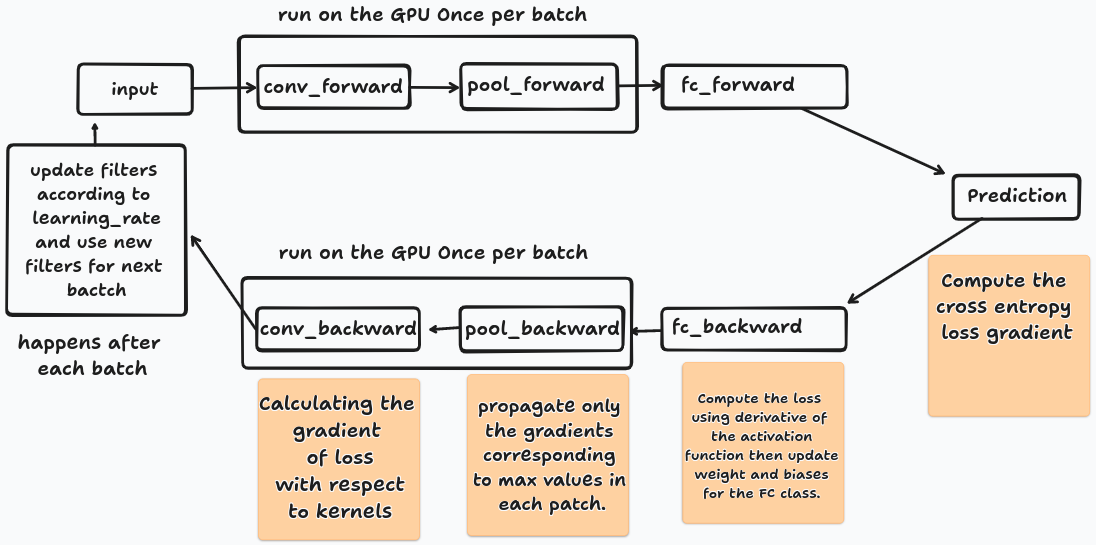 run on the GPU Once per batch
input
conv_forward
pool_forward
fc_forward
Prediction
Compute the
cross entropy
loss gradient
update filters
according to
learning_rate
and use new
filters for next
bactch
happens after
each batch
run on the GPU Once per batch
conv_backward
pool_backward
fc_backward
Calculating the
gradient
of loss
with respect
to kernels
propagate only
the gradients
corresponding
to max values in
each patch.
Compute the loss
using derivative of
the activation
function then update
weight and biases
for the FC class.